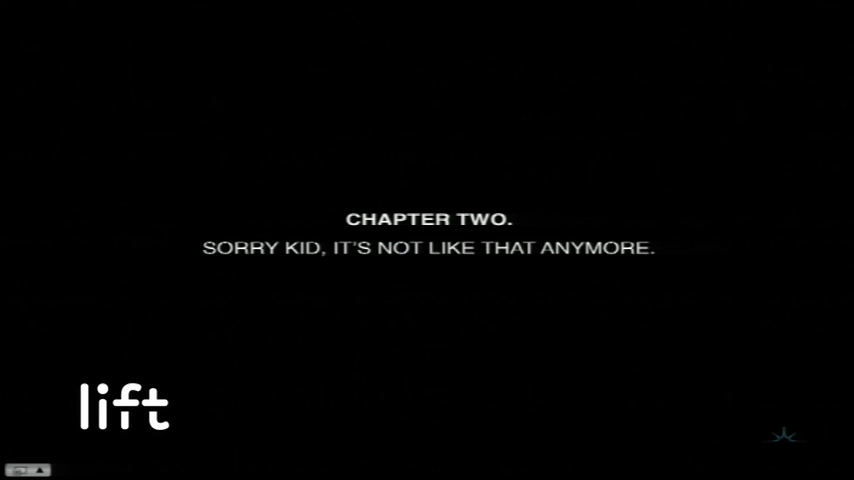 CHAPTER TWO.
SORRY KID, IT'S NOT LIKE THAT ANYMORE.
lift